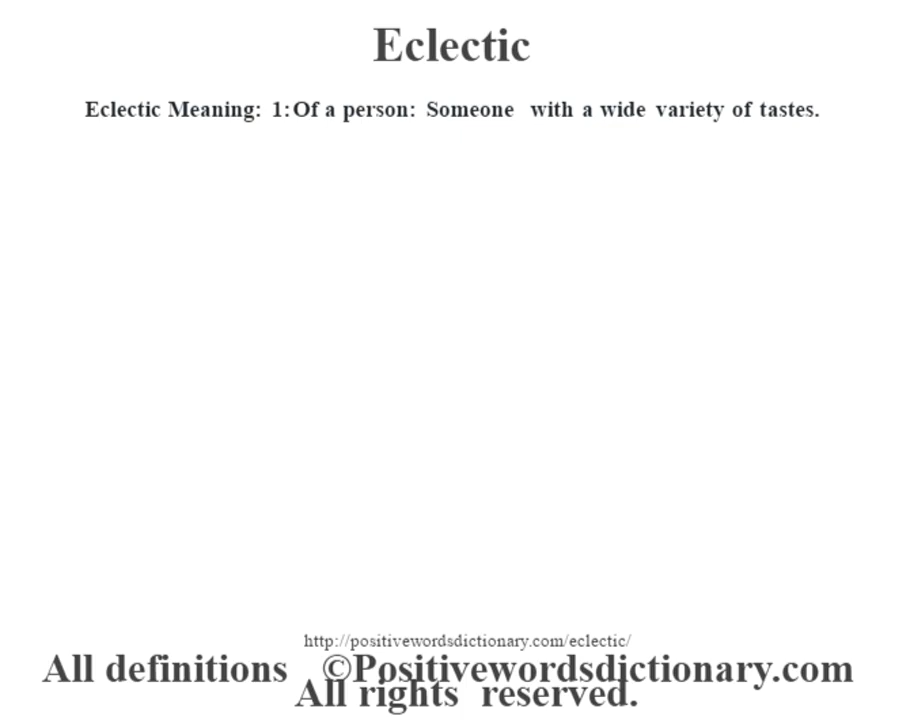 Eclectic
Eclectic Meaning: 1: Of a person: Someone with a wide variety of tastes.
http://positivewordsdictionary.com/eclectic/
All definitions ©Positivewordsdictionary.com
All rights reserved.